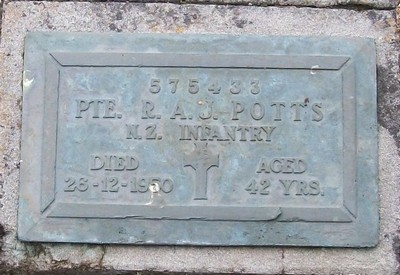 575433
PTE. R. A. J. POTTS
N.Z. INFANTRY
DIED AGED
28-12-1950 42 YRS.